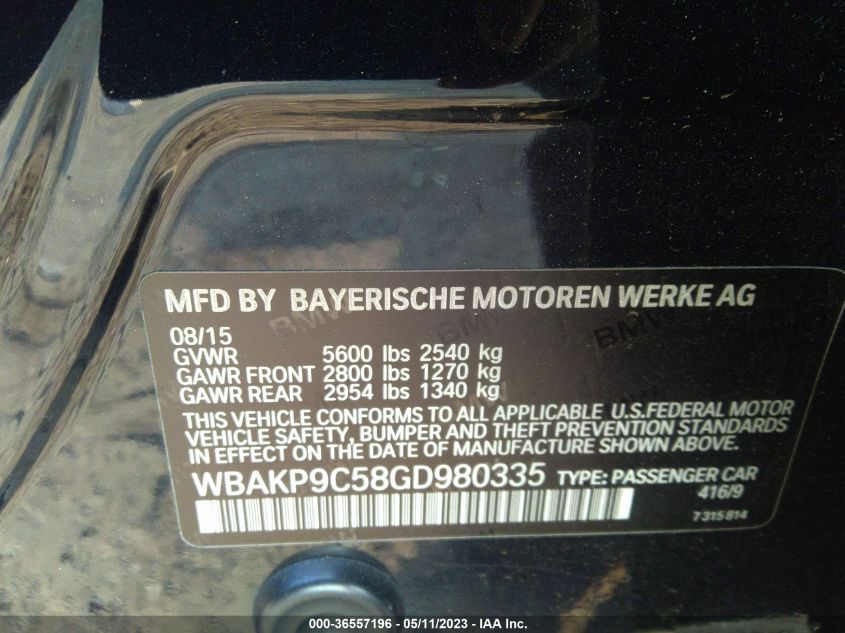 MFD BY BAYERISCHE MOTOREN WERKE AG
08/15
GVWR 5600 lbs 2540 kg
GAWR FRONT 2800 lbs 1270 kg
GAWR REAR 2954 lbs 1340 kg
THIS VEHICLE CONFORMS TO ALL APPLICABLE U.S.FEDERAL MOTOR
VEHICLE SAFETY, BUMPER AND THEFT PREVENTION STANDARDS
IN EFFECT ON THE DATE OF MANUFACTURE SHOWN ABOVE.
WBAKP9C58GD980335 TYPE: PASSENGER CAR
416/9
7315814
000-36557196 - 05/11/2023 - IAA Inc.